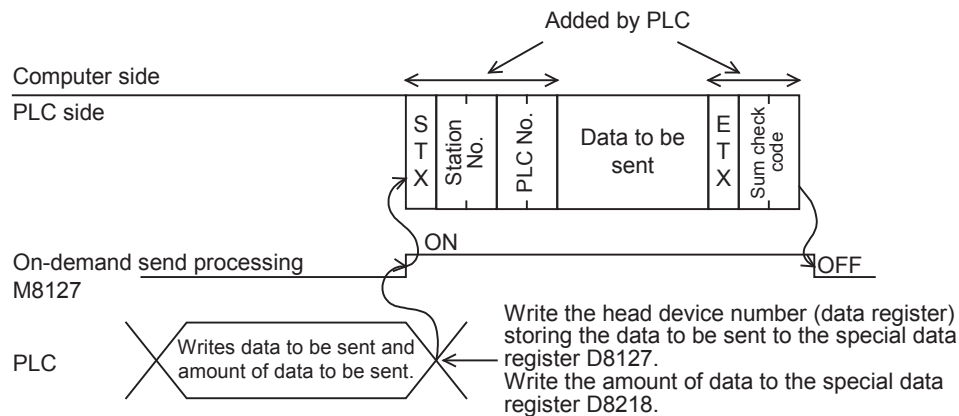 Added by PLC
Computer side
PLC side
S
T
X
Station
No.
PLC No.
Data to be
sent
E
T
X
Sum check
code
ON
On-demand send processing
M8127
OFF
PLC
Writes data to be sent and
amount of data to be sent.
Write the head device number (data register)
storing the data to be sent to the special data
register D8127.
Write the amount of data to the special data
register D8218.